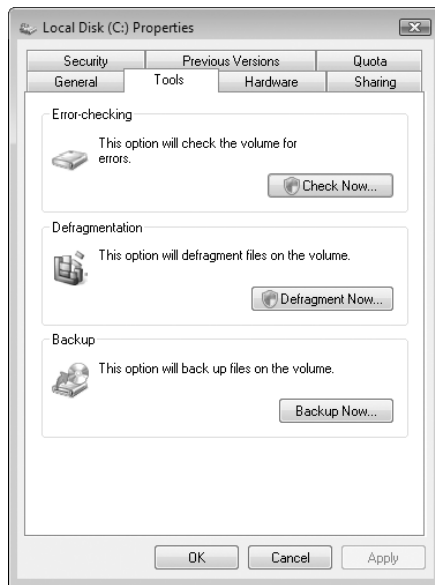 Local Disk (C:) Properties
Security Previous Versions Quota
General Tools Hardware Sharing
Error-checking
This option will check the volume for
errors.
Check Now...
Defragmentation
This option will defragment files on the volume.
Defragment Now...
Backup
This option will back up files on the volume.
Backup Now...
OK Cancel Apply